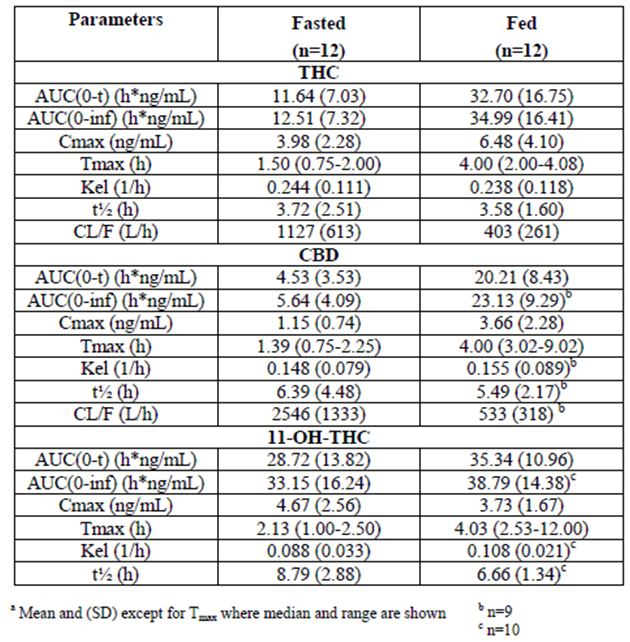 Parameters Fasted Fed
(n=12) (n=12)
THC
AUC(0-t) (h*ng/mL) 11.64 (7.03) 32.70 (16.75)
AUC(0-inf) (h*ng/mL) 12.51 (7.32) 34.99 (16.41)
Cmax (ng/mL) 3.98 (2.28) 6.48 (4.10)
Tmax (h) 1.50 (0.75-2.00) 4.00 (2.00-4.08)
Kel (1/h) 0.244 (0.111) 0.238 (0.118)
t½ (h) 3.72 (2.51) 3.58 (1.60)
CL/F (L/h) 1127 (613) 403 (261)
CBD
AUC(0-t) (h*ng/mL) 4.53 (3.53) 20.21 (8.43)
AUC(0-inf) (h*ng/mL) 5.64 (4.09) 23.13 (9.29)b
Cmax (ng/mL) 1.15 (0.74) 3.66 (2.28)
Tmax (h) 1.39 (0.75-2.25) 4.00 (3.02-9.02)
Kel (1/h) 0.148 (0.079) 0.155 (0.089)b
t½ (h) 6.39 (4.48) 5.49 (2.17)b
CL/F (L/h) 2546 (1333) 533 (318) b
11-OH-THC
AUC(0-t) (h*ng/mL) 28.72 (13.82) 35.34 (10.96)
AUC(0-inf) (h*ng/mL) 33.15 (16.24) 38.79 (14.38)c
Cmax (ng/mL) 4.67 (2.56) 3.73 (1.67)
Tmax (h) 2.13 (1.00-2.50) 4.03 (2.53-12.00)
Kel (1/h) 0.088 (0.033) 0.108 (0.021)c
t½ (h) 8.79 (2.88) 6.66 (1.34)c
a Mean and (SD) except for Tmax where median and range are shown b n=9
c n=10